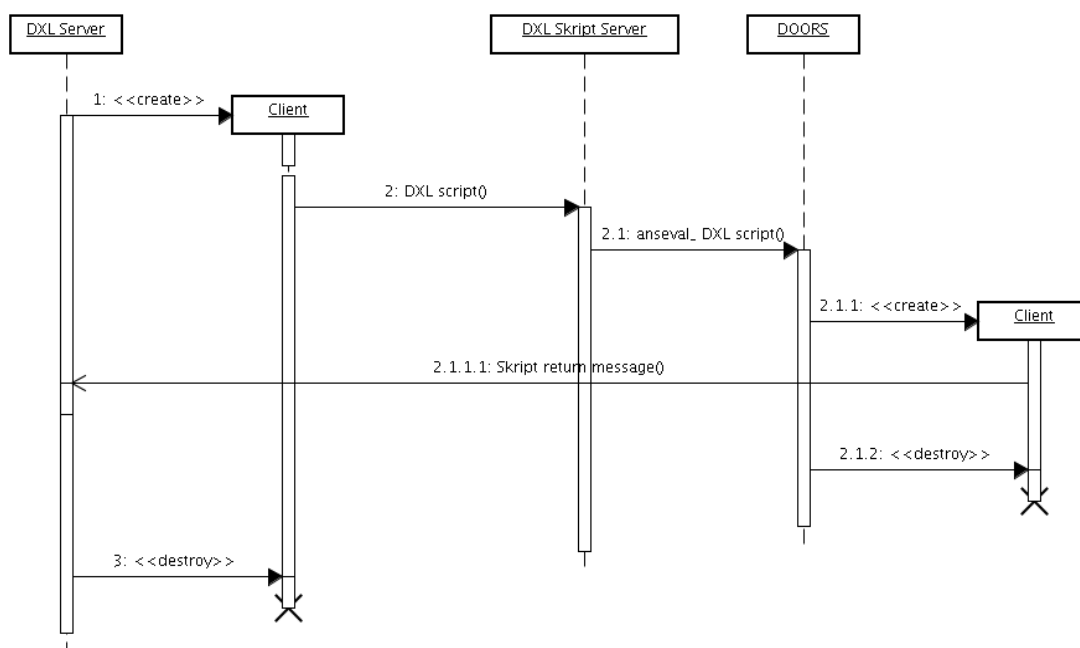 DXL Server
DXL Skript Server
DOORS
1: <<create>>
Client
2: DXL script()
2.1: anseval_ DXL script()
2.1.1: <<create>>
Client
2.1.1.1: Skript return message()
2.1.2: <<destroy>>
3: <<destroy>>